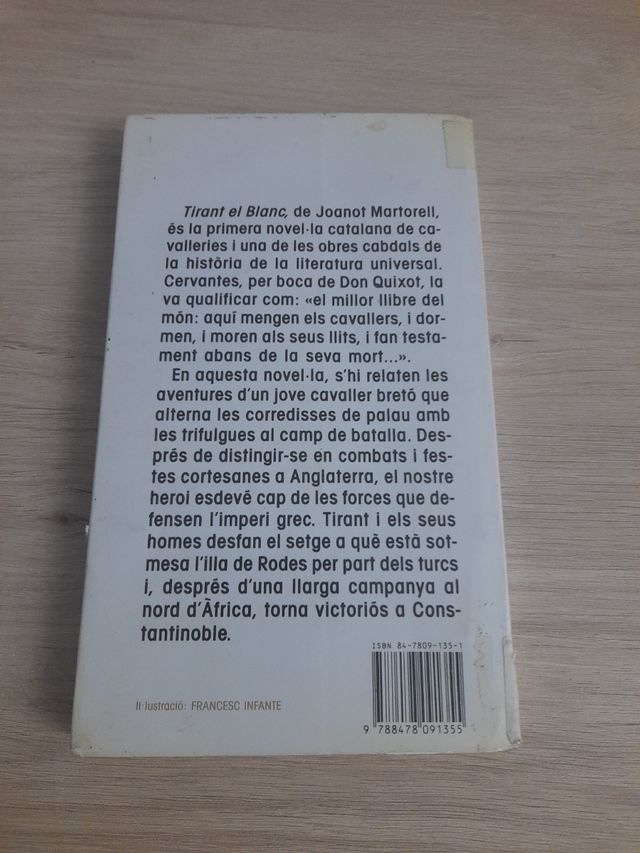 Tirant el Blanc, de Joanot Martorell,
és la primera novel·la catalana de ca-
valleries i una de les obres cabdals de
la història de la literatura universal.
Cervantes, per boca de Don Quixot, la
va qualificar com: «el millor llibre del
món: aquí mengen els cavallers, i dor-
men, i moren als seus llits, i fan testa-
ment abans de la seva mort...».
En aquesta novel·la, s'hi relaten les
aventures d'un jove cavaller bretó que
alterna les corredisses de palau amb
les trifulgues al camp de batalla. Des-
prés de distingir-se en combats i fes-
tes cortesanes a Anglaterra, el nostre
heroi esdevé cap de les forces que de-
fensen l'imperi grec. Tirant i els seus
homes desfan el setge a què està sot-
mesa l'illa de Rodes per part dels turcs
i, després d'una llarga campanya al
nord d'Àfrica, torna victoriós a Cons-
tantinoble.
ISBN 84-7809-135-1
Il·lustració: FRANCESC INFANTE
9 788478 091355